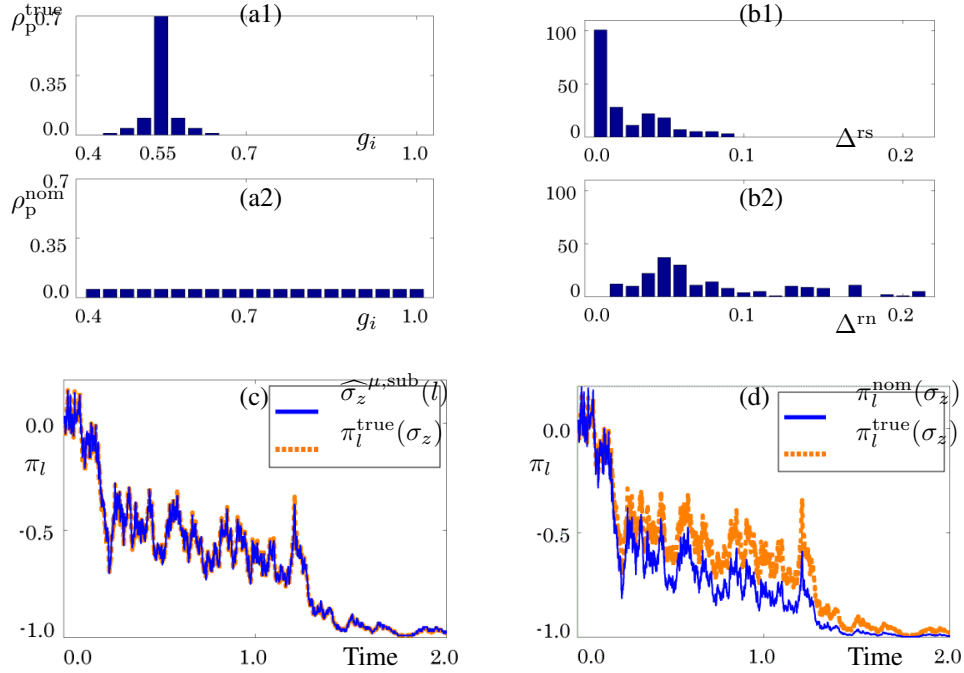 ρ_p^true
0.7
(a1)
0.35
0.0
0.4
0.55
0.7
g_i
1.0
(b1)
100
50
0
0.0
0.1
Δ^rs
0.2
ρ_p^nom
0.7
(a2)
0.35
0.0
0.4
0.7
g_i
1.0
(b2)
100
50
0
0.0
0.1
Δ^rn
0.2
(c)
\widehat{σ_z}^{μ,sub}(l)
π_l^true(σ_z)
0.0
π_l
-0.5
-1.0
0.0
1.0
Time
2.0
(d)
π_l^nom(σ_z)
π_l^true(σ_z)
0.0
π_l
-0.5
-1.0
0.0
1.0
Time
2.0